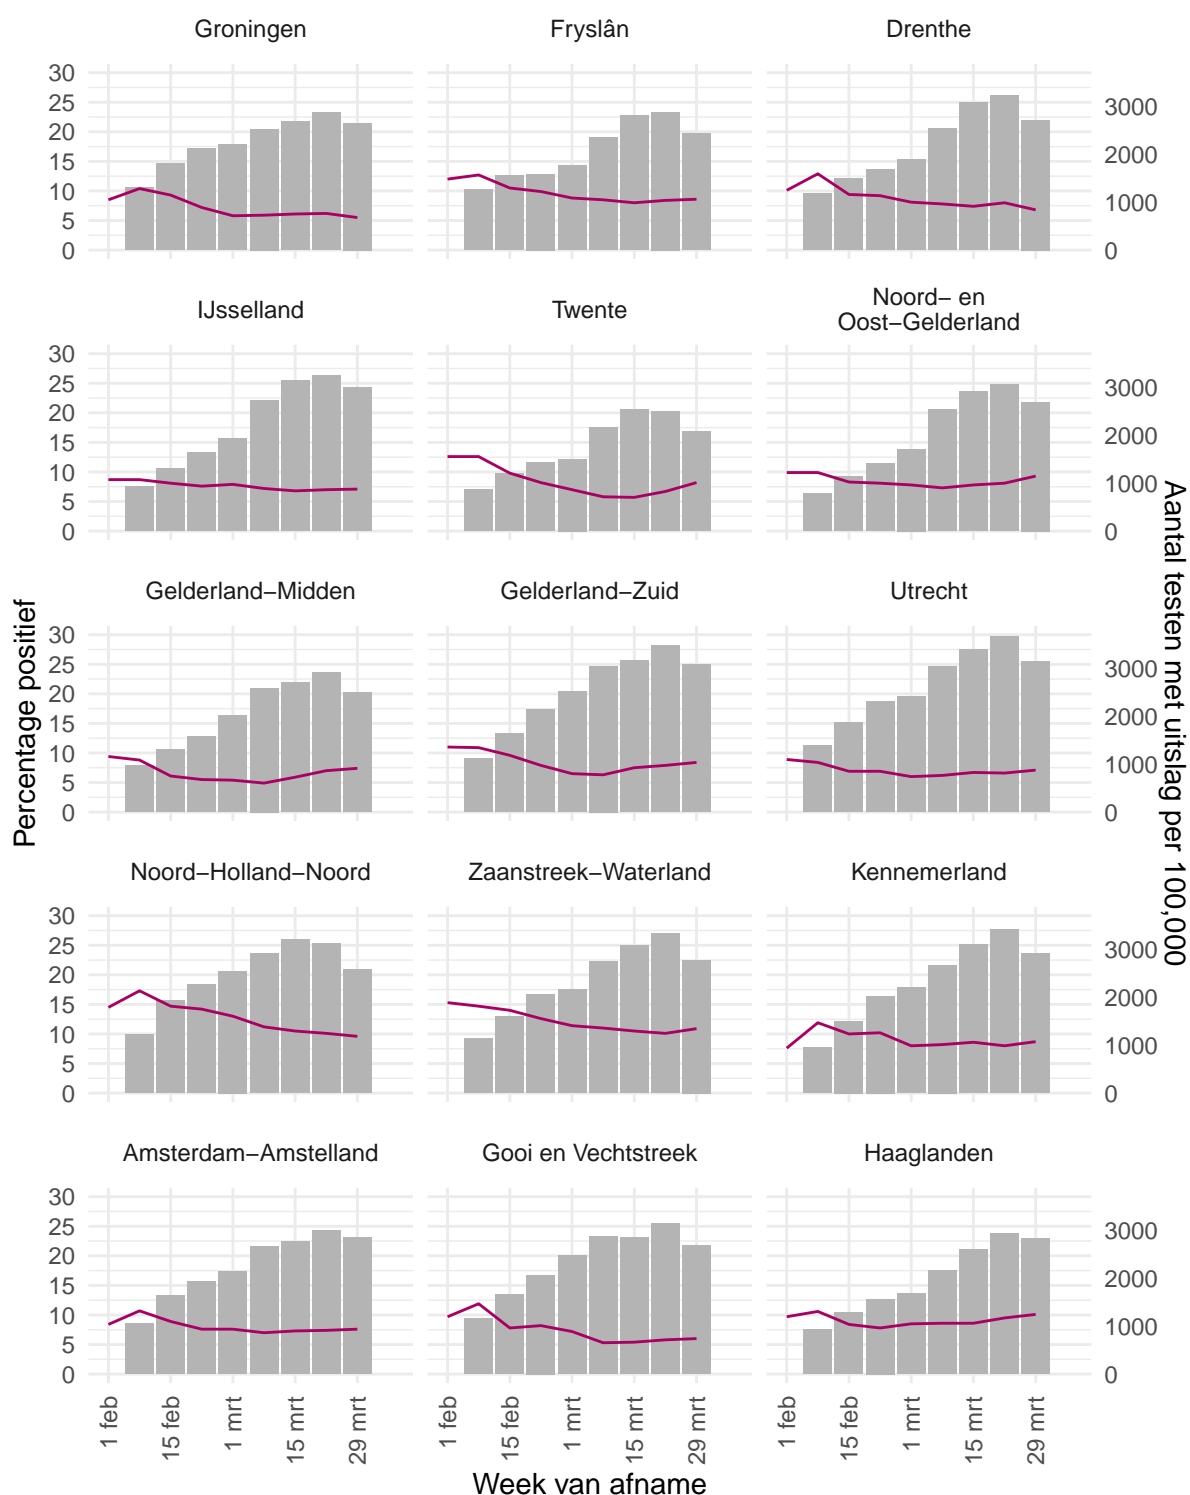 Groningen
Fryslân
Drenthe
30
25
20
15
10
5
0
3000
2000
1000
0
IJsselland
Twente
Noord− en
Oost−Gelderland
30
25
20
15
10
5
0
3000
2000
1000
0
Gelderland−Midden
Gelderland−Zuid
Utrecht
30
25
20
15
10
5
0
3000
2000
1000
0
Noord−Holland−Noord
Zaanstreek−Waterland
Kennemerland
30
25
20
15
10
5
0
3000
2000
1000
0
Amsterdam−Amstelland
Gooi en Vechtstreek
Haaglanden
30
25
20
15
10
5
0
3000
2000
1000
0
1 feb
15 feb
1 mrt
15 mrt
29 mrt
1 feb
15 feb
1 mrt
15 mrt
29 mrt
1 feb
15 feb
1 mrt
15 mrt
29 mrt
Week van afname
Percentage positief
Aantal testen met uitslag per 100,000